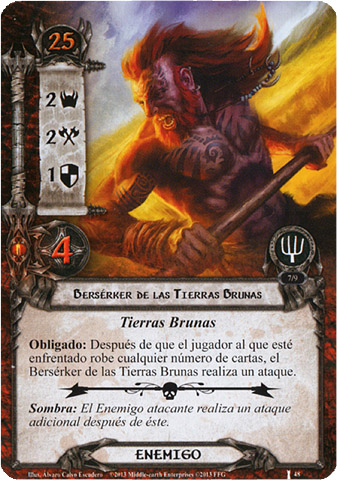 25
2
2
1
4
7/9
Bersérker de las Tierras Brunas
Tierras Brunas
Obligado: Después de que el jugador al que esté
enfrentado robe cualquier número de cartas, el
Bersérker de las Tierras Brunas realiza un ataque.
Sombra: El Enemigo atacante realiza un ataque
adicional después de éste.
ENEMIGO
Illus. Álvaro Calvo Escudero ©2013 Middle-earth Enterprises ©2013 FFG
48